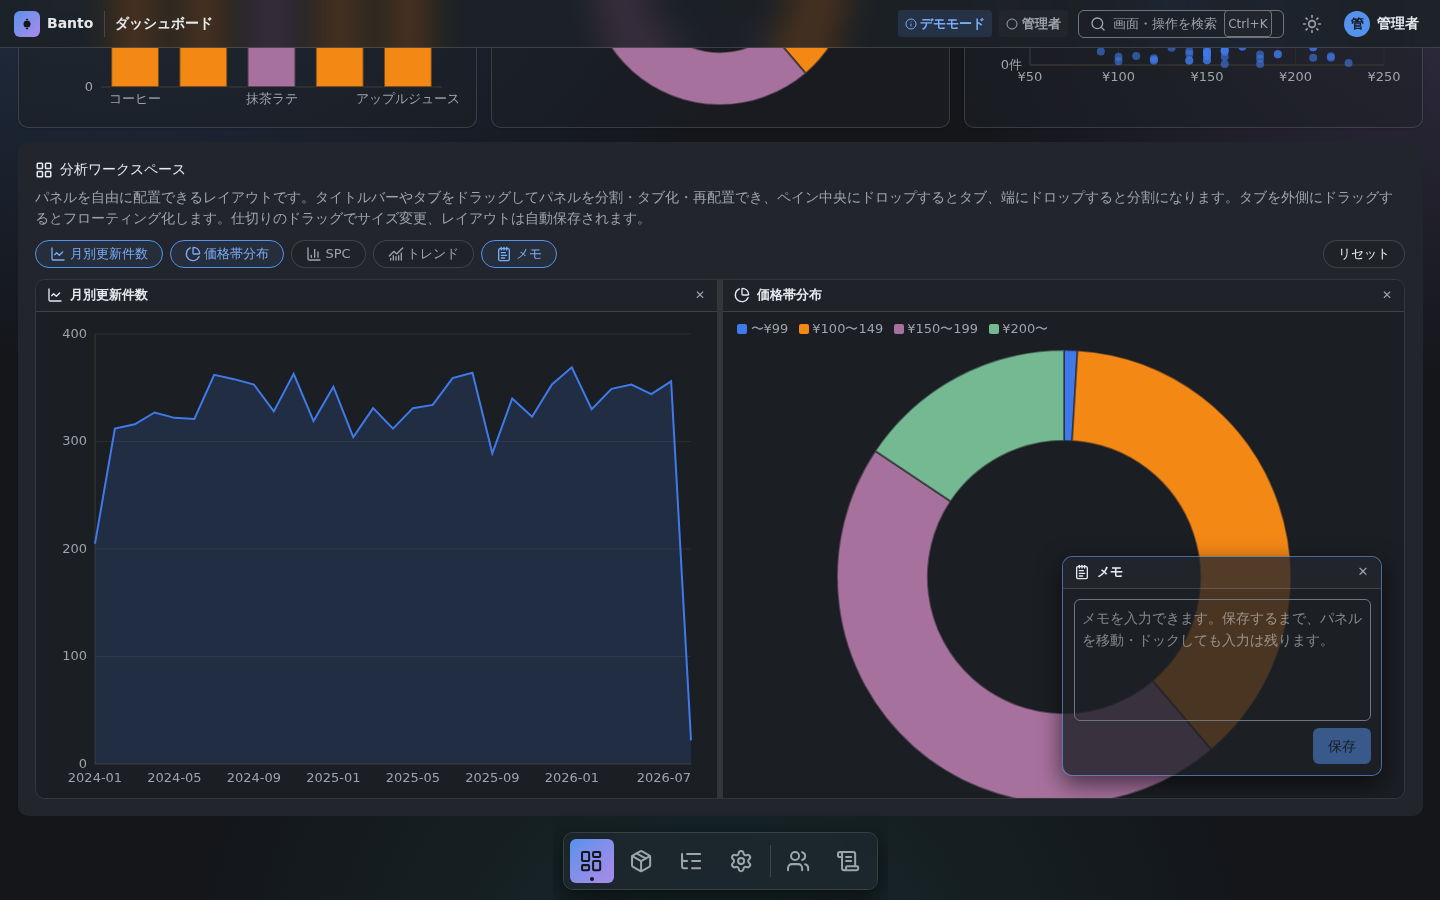 Banto
ダッシュボード
デモモード
管理者
画面・操作を検索
Ctrl+K
管
管理者
0
コーヒー
抹茶ラテ
アップルジュース
0件
¥50
¥100
¥150
¥200
¥250
分析ワークスペース
パネルを自由に配置できるレイアウトです。タイトルバーやタブをドラッグしてパネルを分割・タブ化・再配置でき、ペイン中央にドロップするとタブ、端にドロップすると分割になります。タブを外側にドラッグす
るとフローティング化します。仕切りのドラッグでサイズ変更、レイアウトは自動保存されます。
月別更新件数
価格帯分布
SPC
トレンド
メモ
リセット
月別更新件数
400
300
200
100
0
2024-01
2024-05
2024-09
2025-01
2025-05
2025-09
2026-01
2026-07
価格帯分布
〜¥99
¥100〜149
¥150〜199
¥200〜
メモ
メモを入力できます。保存するまで、パネル
を移動・ドックしても入力は残ります。
保存